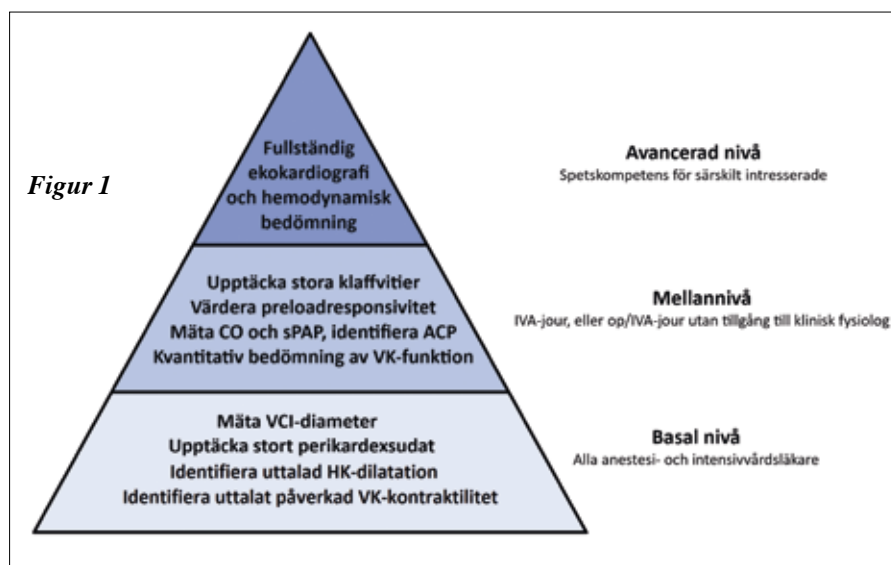 Figur 1
Fullständig
ekokardiografi
och hemodynamisk
bedömning
Avancerad nivå
Spetskompetens för särskilt intresserade
Upptäcka stora klaffvitier
Värdera preloadresponsivitet
Mäta CO och sPAP, identifiera ACP
Kvantitativ bedömning av VK-funktion
Mellannivå
IVA-jour, eller op/IVA-jour utan tillgång till klinisk fysiolog
Mäta VCI-diameter
Upptäcka stort perikardexsudat
Identifiera uttalad HK-dilatation
Identifiera uttalat påverkad VK-kontraktilitet
Basal nivå
Alla anestesi- och intensivvårdsläkare